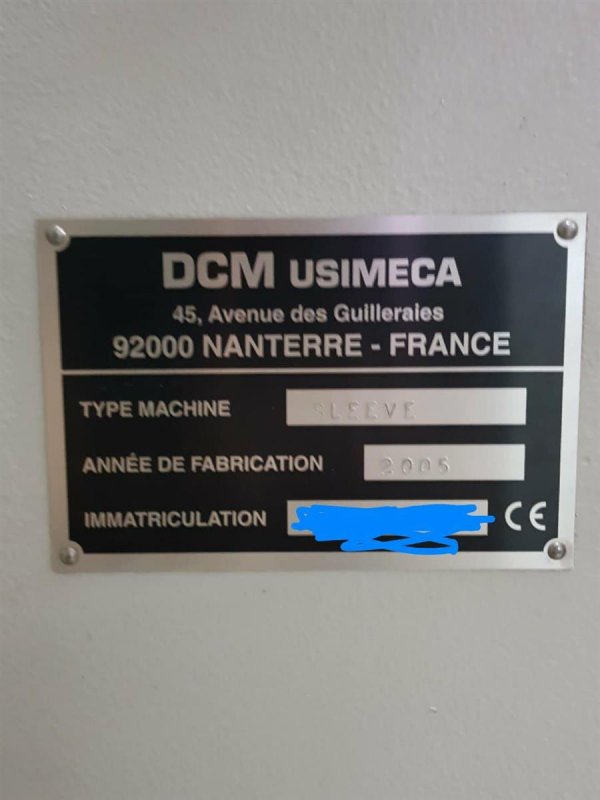 DCM USIMECA
45, Avenue des Guilleraies
92000 NANTERRE - FRANCE
TYPE MACHINE SLEEVE
ANNÉE DE FABRICATION 2005
IMMATRICULATION CE